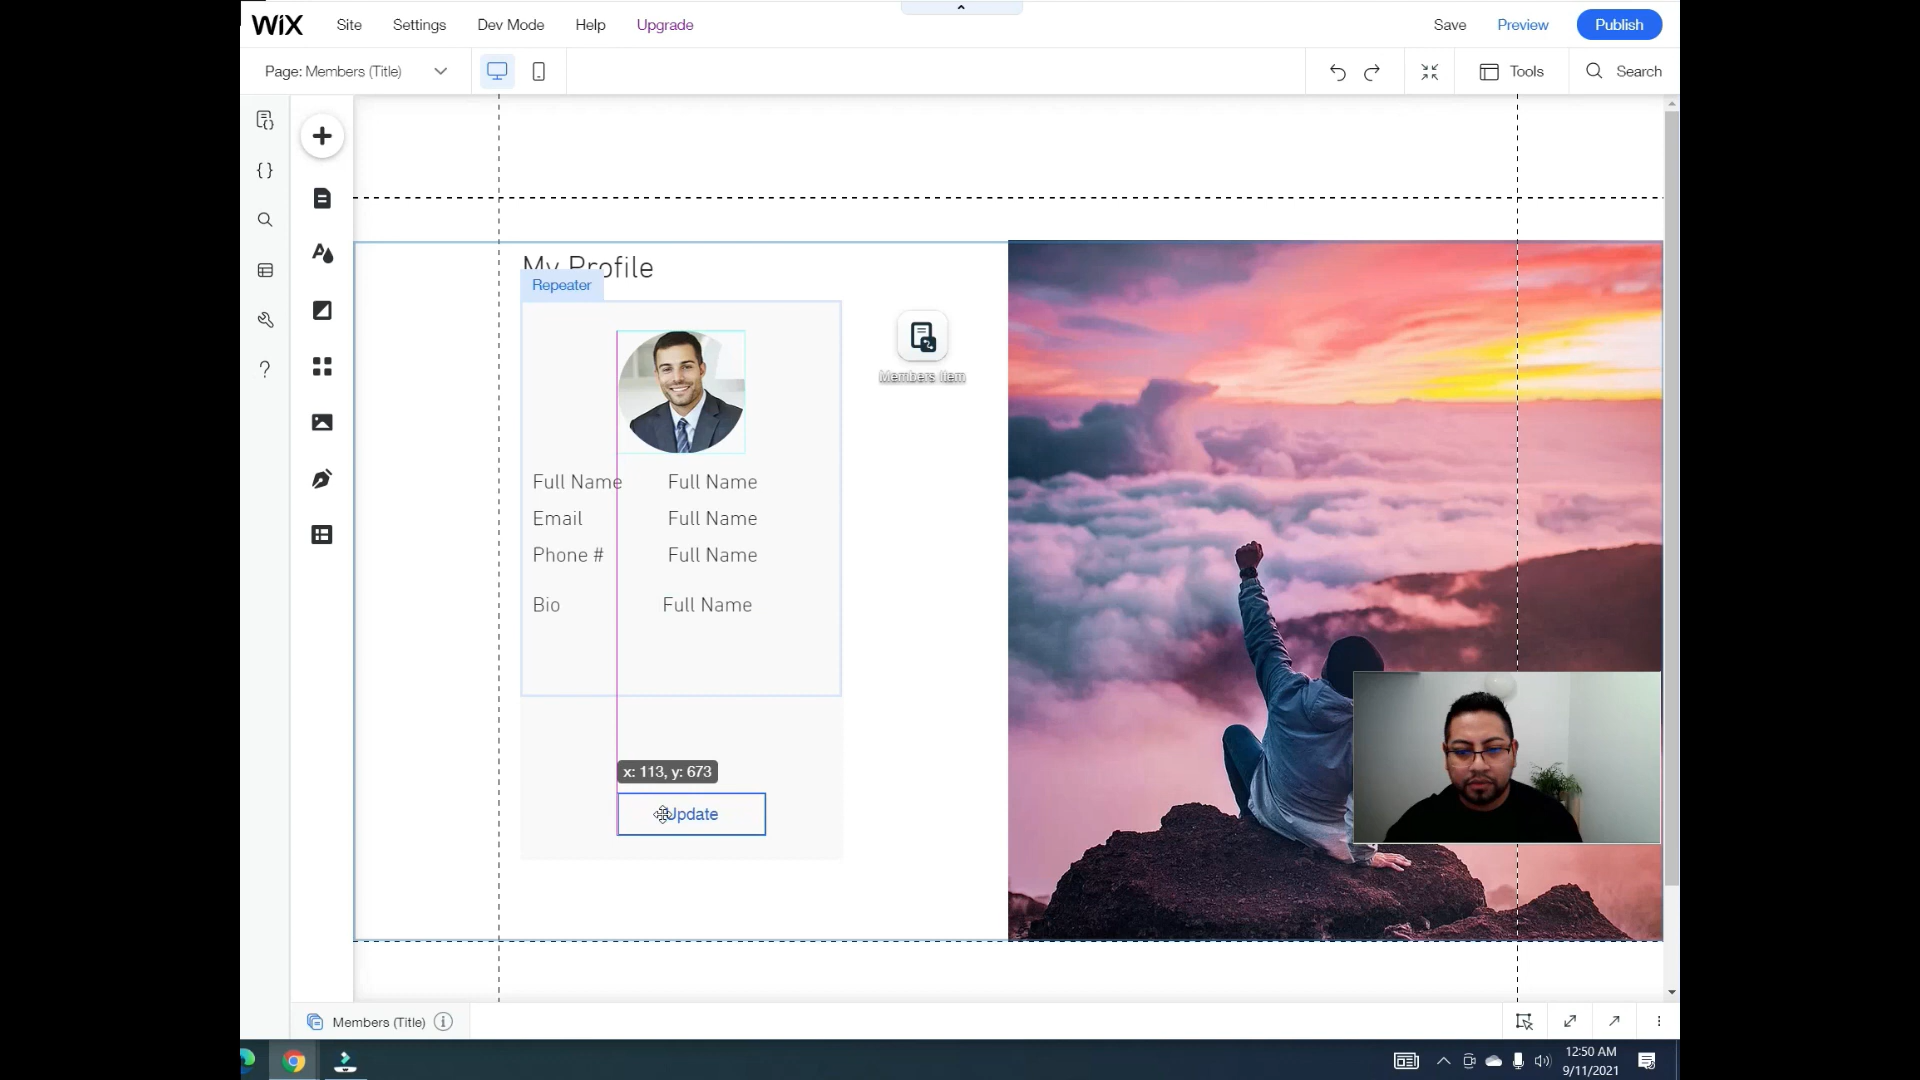 WiX Site Settings Dev Mode Help Upgrade Save Preview Publish
Page: Members (Title) Tools Search
My Profile
Repeater
Members Item
Full Name Full Name
Email Full Name
Phone # Full Name
Bio Full Name
x: 113, y: 673
Update
Members (Title)
12:50 AM
9/11/2021